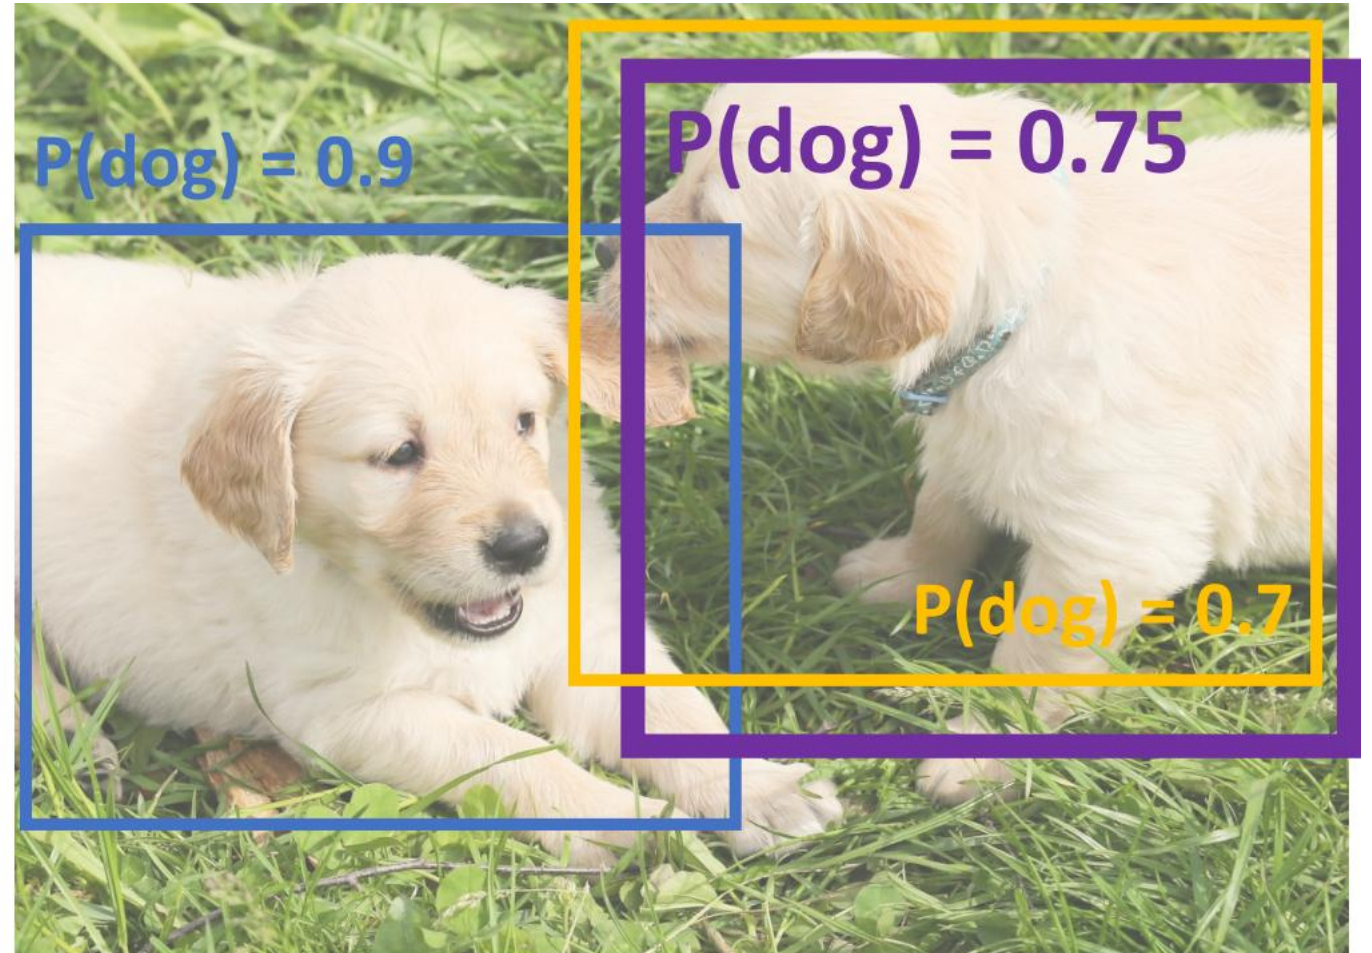 P(dog) = 0.9
P(dog) = 0.75
P(dog) = 0.7